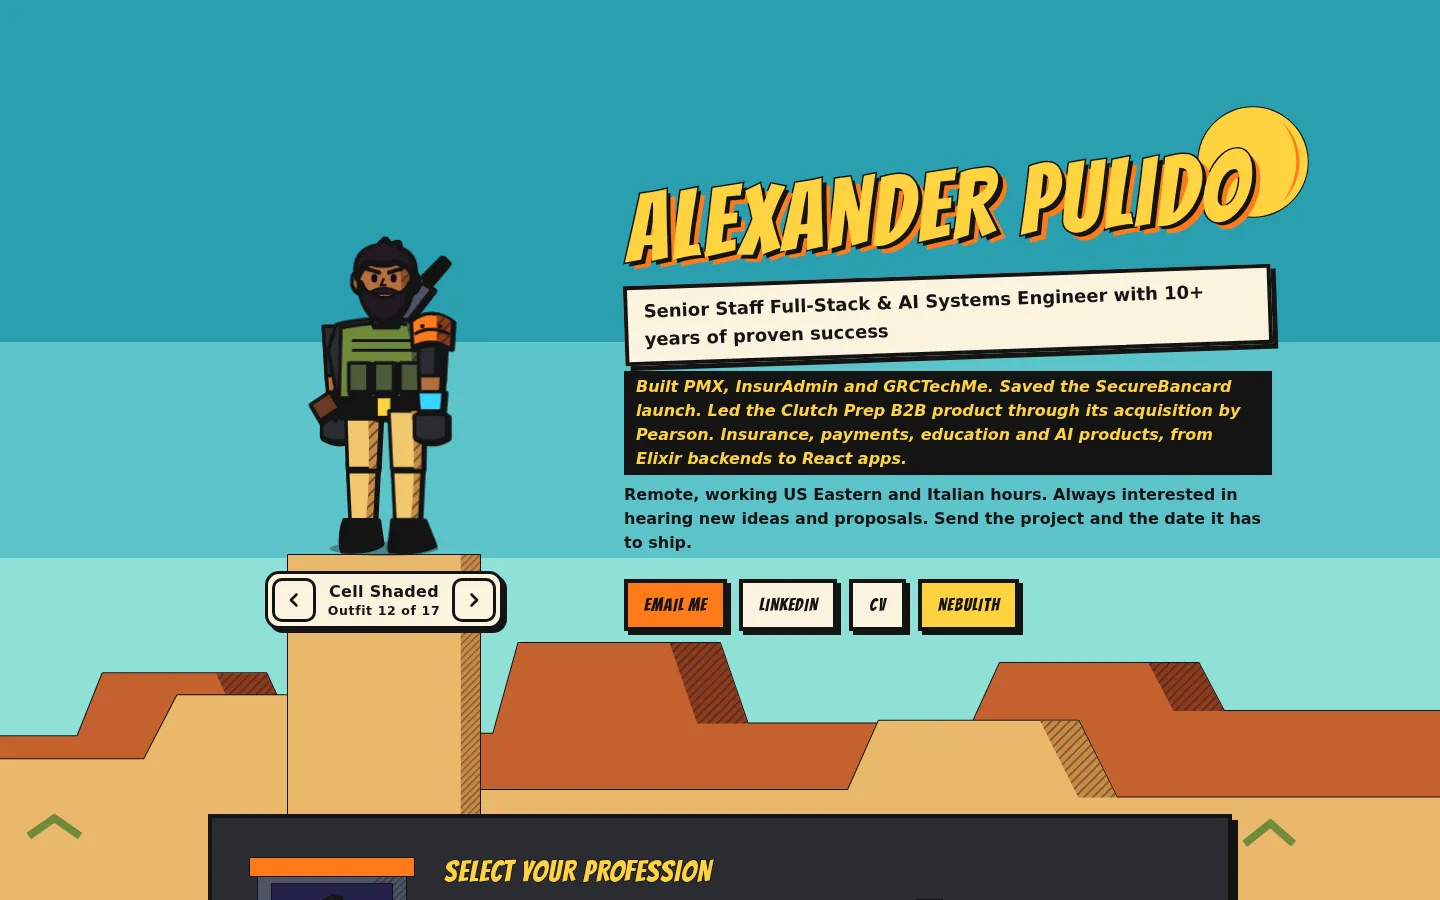 ALEXANDER PULIDO
Senior Staff Full-Stack & AI Systems Engineer with 10+
years of proven success
Built PMX, InsurAdmin and GRCTechMe. Saved the SecureBancard
launch. Led the Clutch Prep B2B product through its acquisition by
Pearson. Insurance, payments, education and AI products, from
Elixir backends to React apps.
Remote, working US Eastern and Italian hours. Always interested in
hearing new ideas and proposals. Send the project and the date it has
to ship.
Cell Shaded
Outfit 12 of 17
EMAIL ME
LINKEDIN
CV
NEBULITH
SELECT YOUR PROFESSION